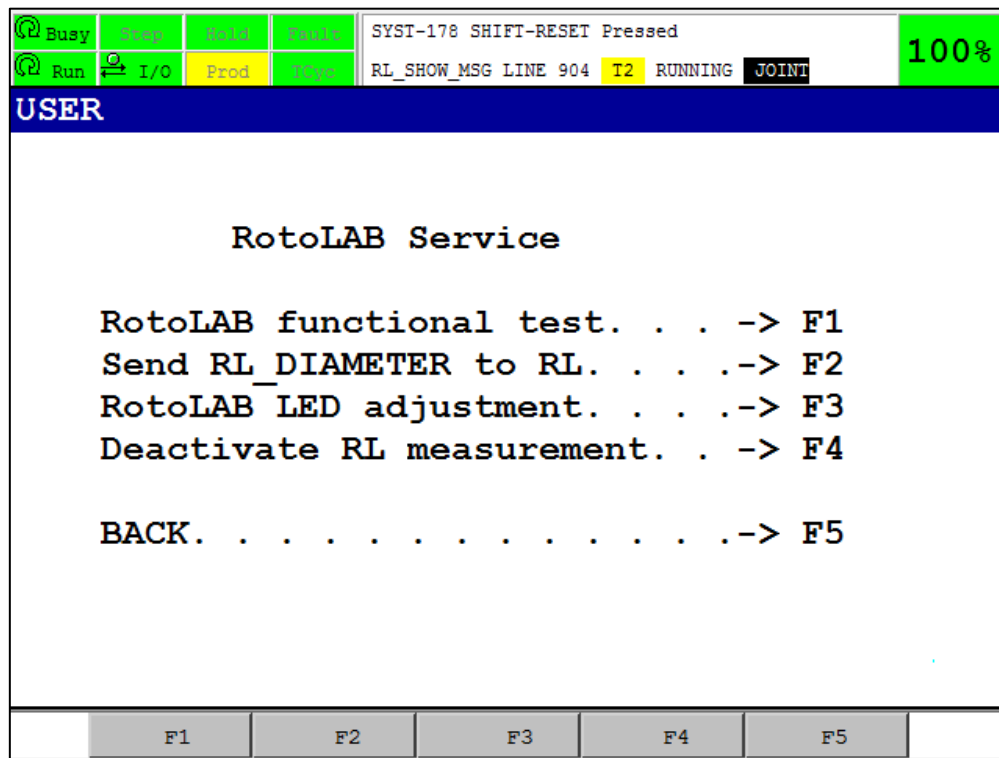 Busy Step Hold Fault SYST-178 SHIFT-RESET Pressed
Run I/O Prod TCyc RL_SHOW_MSG LINE 904 T2 RUNNING JOINT 100%
USER
RotoLAB Service
RotoLAB functional test. . . -> F1
Send RL_DIAMETER to RL. . . .-> F2
RotoLAB LED adjustment. . . .-> F3
Deactivate RL measurement. . -> F4
BACK. . . . . . . . . . . . .-> F5
F1 F2 F3 F4 F5